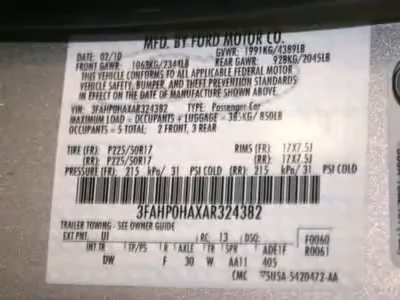 MFD. BY FORD MOTOR CO.
DATE: 02/10 GVWR: 1991KG/4389LB
FRONT GAWR: 1063KG/2344LB REAR GAWR: 928KG/2045LB
THIS VEHICLE CONFORMS TO ALL APPLICABLE FEDERAL MOTOR
VEHICLE SAFETY, BUMPER, AND THEFT PREVENTION STANDARDS
IN EFFECT ON THE DATE OF MANUFACTURE SHOWN ABOVE.
VIN: 3FAHP0HAXAR324382 TYPE: Passenger Car
MAXIMUM LOAD = OCCUPANTS + LUGGAGE = 385KG/ 850LB
OCCUPANTS = 5 TOTAL: 2 FRONT, 3 REAR
TIRE (FR): P225/50R17 RIMS (FR): 17X7.5J
(RR): P225/50R17 (RR): 17X7.5J
PRESSURE (FR): 215 kPa/ 31 PSI COLD (RR): 215 kPa/ 31 PSI COLD
3FAHP0HAXAR324382
TRAILER TOWING - SEE OWNER GUIDE
EXT PNT: UI RC: 13 DSO: F0060
R0061
INT TR TP/PS R AXLE TR SPR ADETF
DW F 30 W AA11 405
CMC 5U5A-5420472-AA